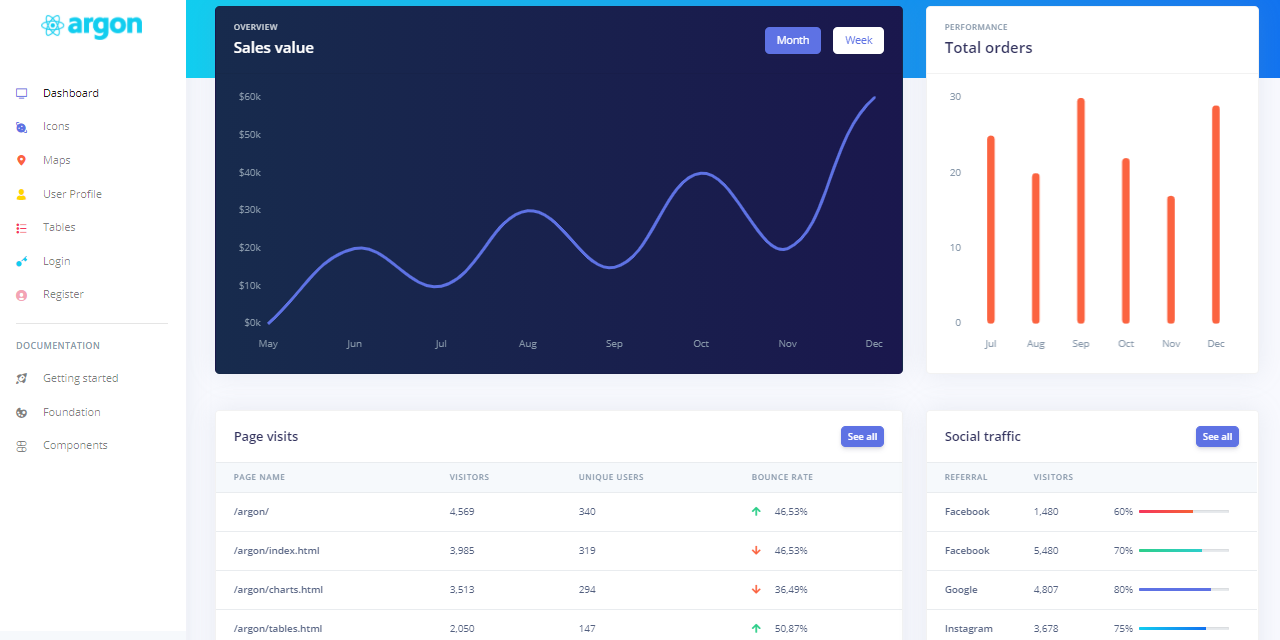 argon
Dashboard
Icons
Maps
User Profile
Tables
Login
Register
DOCUMENTATION
Getting started
Foundation
Components
OVERVIEW
Sales value
Month
Week
$60k
$50k
$40k
$30k
$20k
$10k
$0k
May Jun Jul Aug Sep Oct Nov Dec
PERFORMANCE
Total orders
30
20
10
0
Jul Aug Sep Oct Nov Dec
Page visits
See all
PAGE NAME VISITORS UNIQUE USERS BOUNCE RATE
/argon/ 4,569 340 46,53%
/argon/index.html 3,985 319 46,53%
/argon/charts.html 3,513 294 36,49%
/argon/tables.html 2,050 147 50,87%
Social traffic
See all
REFERRAL VISITORS
Facebook 1,480 60%
Facebook 5,480 70%
Google 4,807 80%
Instagram 3,678 75%